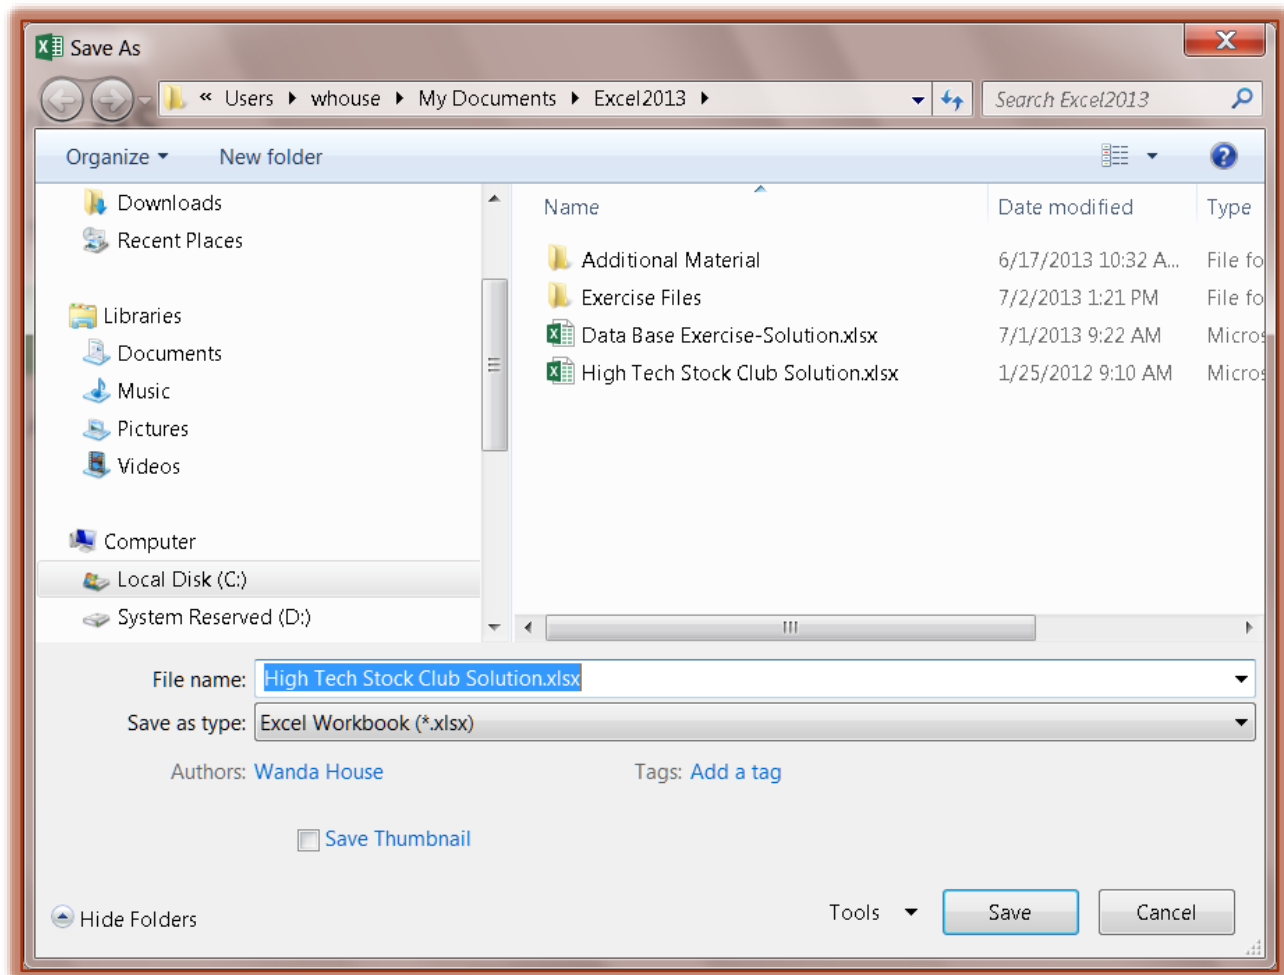 Save As
« Users ▸ whouse ▸ My Documents ▸ Excel2013 ▸
Search Excel2013
Organize New folder
Downloads
Recent Places
Libraries
Documents
Music
Pictures
Videos
Computer
Local Disk (C:)
System Reserved (D:)
Name Date modified Type
Additional Material 6/17/2013 10:32 A... File fo
Exercise Files 7/2/2013 1:21 PM File fo
Data Base Exercise-Solution.xlsx 7/1/2013 9:22 AM Micros
High Tech Stock Club Solution.xlsx 1/25/2012 9:10 AM Micros
File name: High Tech Stock Club Solution.xlsx
Save as type: Excel Workbook (*.xlsx)
Authors: Wanda House Tags: Add a tag
Save Thumbnail
Hide Folders Tools Save Cancel